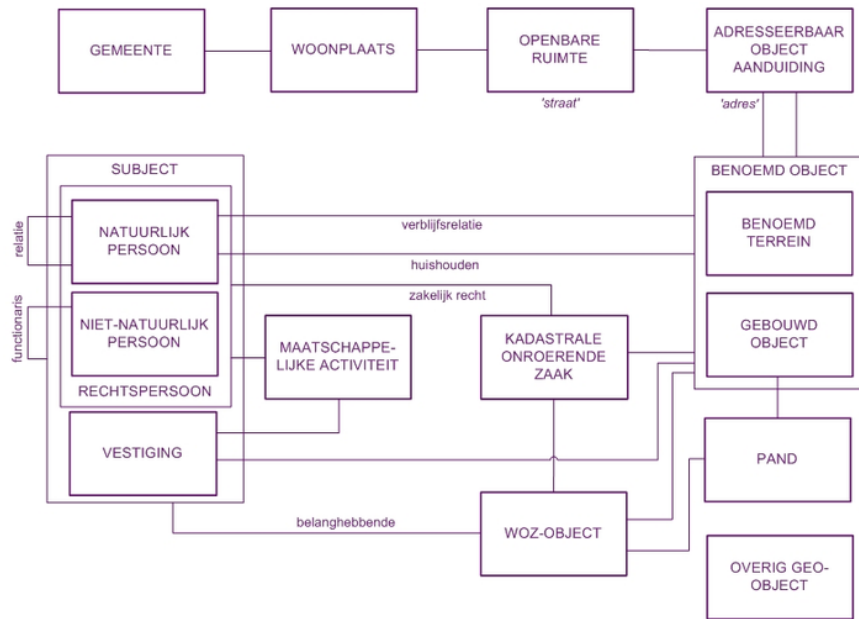 GEMEENTE
WOONPLAATS
OPENBARE
RUIMTE
'straat'
ADRESSEERBAAR
OBJECT
AANDUIDING
'adres'
SUBJECT
NATUURLIJK
PERSOON
relatie
NIET-NATUURLIJK
PERSOON
functionaris
RECHTSPERSOON
VESTIGING
verblijfsrelatie
huishouden
zakelijk recht
MAATSCHAPPE-
LIJKE ACTIVITEIT
KADASTRALE
ONROERENDE
ZAAK
BENOEMD OBJECT
BENOEMD
TERREIN
GEBOUWD
OBJECT
PAND
belanghebbende
WOZ-OBJECT
OVERIG GEO-
OBJECT